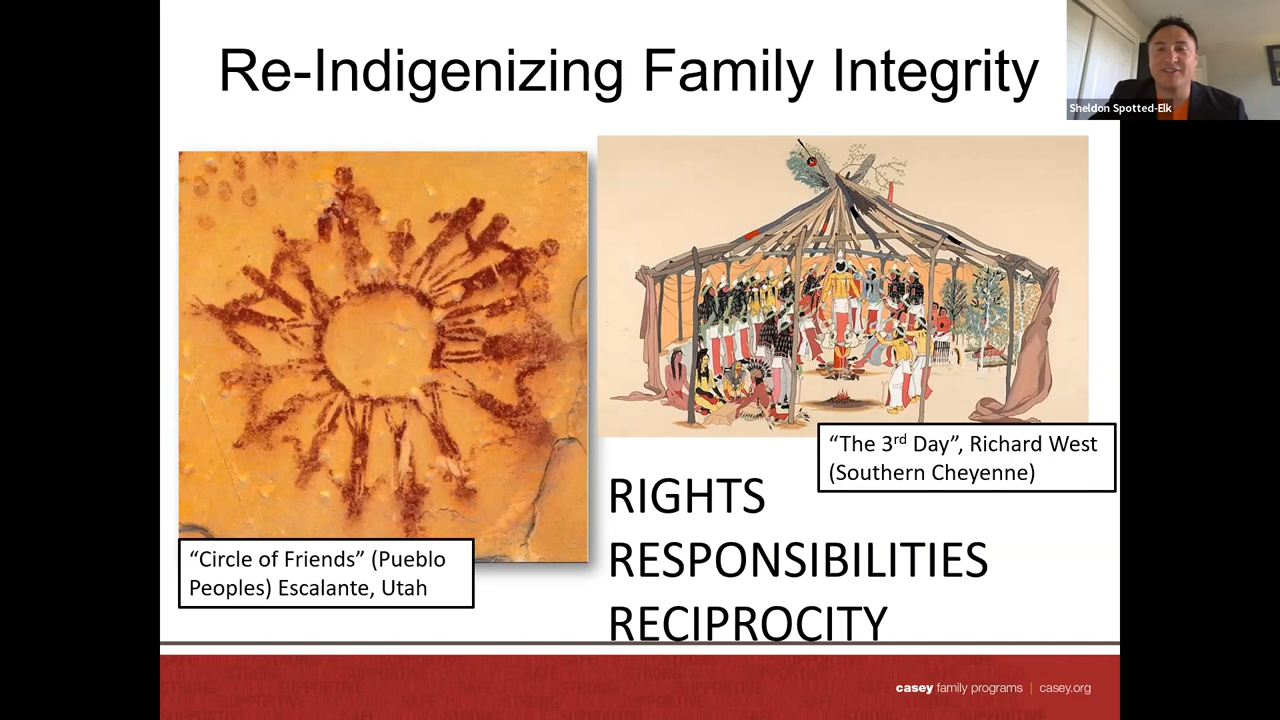 Re-Indigenizing Family Integrity
Sheldon Spotted-Elk
“The 3rd Day”, Richard West
(Southern Cheyenne)
“Circle of Friends” (Pueblo
Peoples) Escalante, Utah
RIGHTS
RESPONSIBILITIES
RECIPROCITY
casey family programs | casey.org